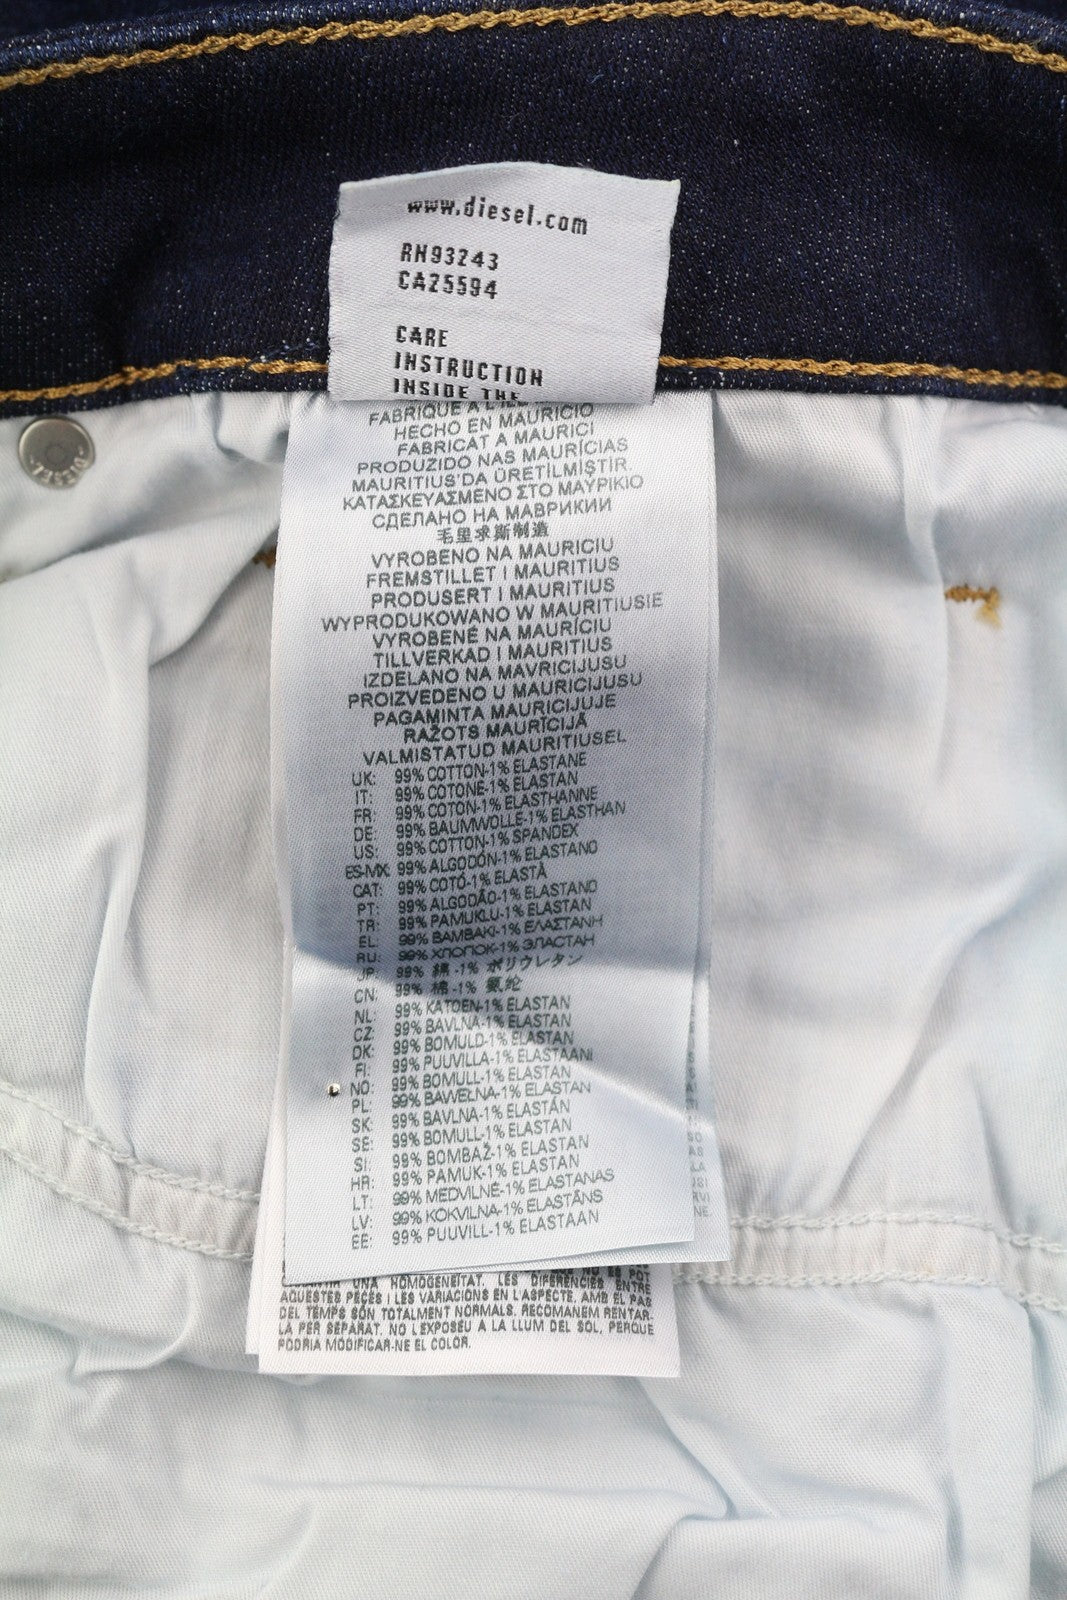 www.diesel.com
RN93243
CA25594
CARE
INSTRUCTION
INSIDE THE
FABRIQUÉ A L'ILE
HECHO EN MAURICIO
FABRICAT A MAURICI
PRODUZIDO NAS MAURÍCIAS
MAURITIUS'DA ÜRETİLMİŞTİR
ΚΑΤΑΣΚΕΥΑΣΜΕΝΟ ΣΤΟ ΜΑΥΡΙΚΙΟ
СДЕЛАНО НА МАВРИКИИ
毛里求斯制造
VYROBENO NA MAURICIU
FREMSTILLET I MAURITIUS
PRODUSERT I MAURITIUS
WYPRODUKOWANO W MAURITIUSIE
VYROBENÉ NA MAURÍCIU
TILLVERKAD I MAURITIUS
IZDELANO NA MAVRICIJUSU
PROIZVEDENO U MAURICIJUSU
PAGAMINTA MAURICIJUJE
RAŽOTS MAURĪCIJĀ
VALMISTATUD MAURITIUSEL
UK: 99% COTTON-1% ELASTANE
IT: 99% COTONE-1% ELASTAN
FR: 99% COTON-1% ELASTHANNE
DE: 99% BAUMWOLLE-1% ELASTHAN
US: 99% COTTON-1% SPANDEX
ES-MX: 99% ALGODÓN-1% ELASTANO
CAT: 99% COTÓ-1% ELASTÀ
PT: 99% ALGODÃO-1% ELASTANO
TR: 99% PAMUKLU-1% ELASTAN
EL: 99% ΒΑΜΒΑΚΙ-1% ΕΛΑΣΤΑΝΗ
RU: 99% ХЛОПОК-1% ЭЛАСТАН
JP: 99% 綿 -1% ポリウレタン
CN: 99% 棉 -1% 氨纶
NL: 99% KATOEN-1% ELASTAN
CZ: 99% BAVLNA-1% ELASTAN
DK: 99% BOMULD-1% ELASTAN
FI: 99% PUUVILLA-1% ELASTAANI
NO: 99% BOMULL-1% ELASTAN
PL: 99% BAWEŁNA-1% ELASTAN
SK: 99% BAVLNA-1% ELASTÁN
SE: 99% BOMULL-1% ELASTAN
SI: 99% BOMBAŽ-1% ELASTAN
HR: 99% PAMUK-1% ELASTAN
LT: 99% MEDVILNĖ-1% ELASTANAS
LV: 99% KOKVILNA-1% ELASTĀNS
EE: 99% PUUVILL-1% ELASTAAN
UNA HOMOGENEÏTAT. LES DIFERÈNCIES ENTRE
AQUESTES PECES I LES VARIACIONS EN L'ASPECTE, AMB EL PAS
DEL TEMPS SÓN TOTALMENT NORMALS. RECOMANEM RENTAR-
LA PER SEPARAT. NO L'EXPOSEU A LA LLUM DEL SOL, PERQUÈ
PODRIA MODIFICAR-NE EL COLOR.
DIESEL